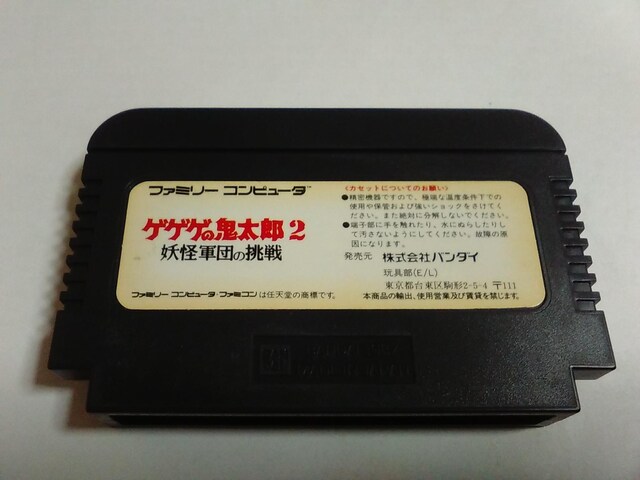 ファミリー コンピュータ™
ゲゲゲの鬼太郎2
妖怪軍団の挑戦
ファミリー コンピュータ・ファミコンは任天堂の商標です。
《カセットについてのお願い》
●精密機器ですので、極端な温度条件下での
使用や保管および強いショックをさけてく
ださい。また絶対に分解しないでください。
●端子部に手を触れたり、水にぬらしたりし
て汚さないようにしてください。故障の原
因になります。
発売元 株式会社バンダイ
玩具部(E/L)
東京都台東区駒形2-5-4 〒111
本商品の輸出、使用営業及び賃貸を禁じます。